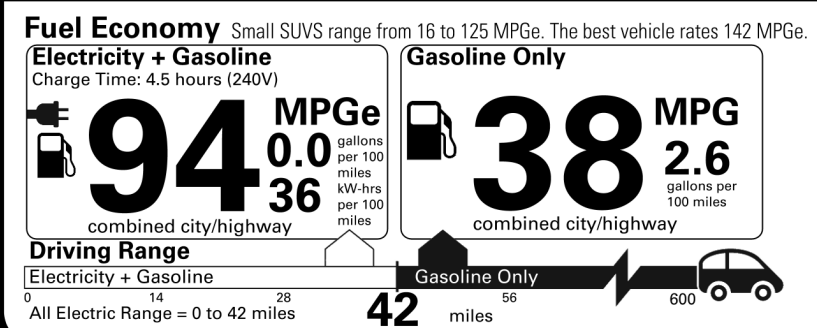 Fuel Economy Small SUVS range from 16 to 125 MPGe. The best vehicle rates 142 MPGe.
Electricity + Gasoline
Charge Time: 4.5 hours (240V)
94
MPGe
0.0 gallons per 100 miles
36 kW-hrs per 100 miles
combined city/highway
Gasoline Only
38
MPG
2.6
gallons per
100 miles
combined city/highway
Driving Range
Electricity + Gasoline
Gasoline Only
0 14 28 42 56 600
All Electric Range = 0 to 42 miles
miles